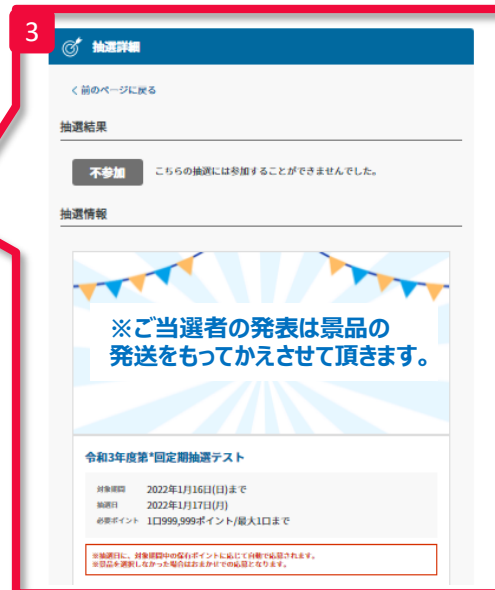 3
抽選詳細
前のページに戻る
抽選結果
不参加 こちらの抽選には参加することができませんでした。
抽選情報
※ご当選者の発表は景品の
発送をもってかえさせて頂きます。
令和3年度第*回定期抽選テスト
対象期間 2022年1月16日(日)まで
抽選日 2022年1月17日(月)
必要ポイント 1口999,999ポイント/最大1口まで
※抽選日に、対象期間中の保有ポイントに応じて自動で応募されます。
※景品を選択しなかった場合はおまかせでの応募となります。